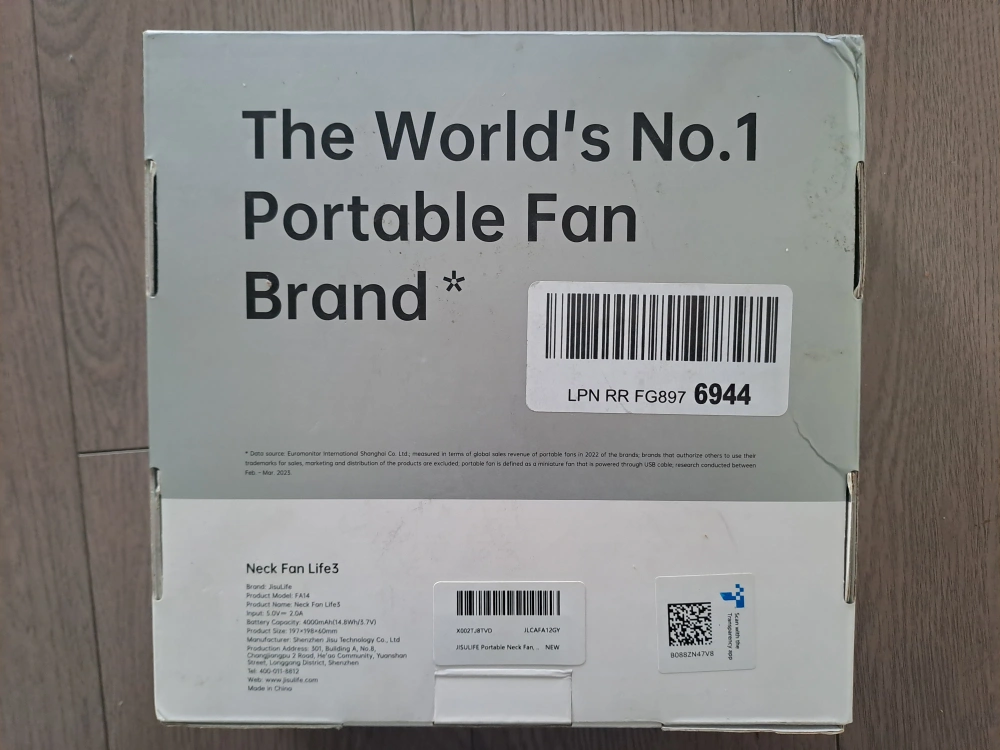 The World's No.1
Portable Fan
Brand*
LPN RR FG897 6944
* Data source: Euromonitor International Shanghai Co. Ltd.; measured in terms of global sales revenue of portable fans in 2022 of the brands; brands that authorize others to use their
trademarks for sales, marketing and distribution of the products are excluded; portable fan is defined as a miniature fan that is powered through USB cable; research conducted between
Feb. - Mar. 2023.
Neck Fan Life3
Brand: JisuLife
Product Model: FA14
Product Name: Neck Fan Life3
Input: 5.0V⎓ 2.0A
Battery Capacity: 4000mAh(14.8Wh/3.7V)
Product Size: 197*198*60mm
Manufacturer: Shenzhen Jisu Technology Co., Ltd
Production Address: 301, Building A, No.8,
Changjiangpu 2 Road, He'ao Community, Yuanshan
Street, Longgang District, Shenzhen
Tel: 400-011-8812
Web: www.jisulife.com
Made in China
X002TJBTVD JLCAFA12GY
JISULIFE Portable Neck Fan, .. NEW
Scan with the
Transparency app
B088ZN47V8